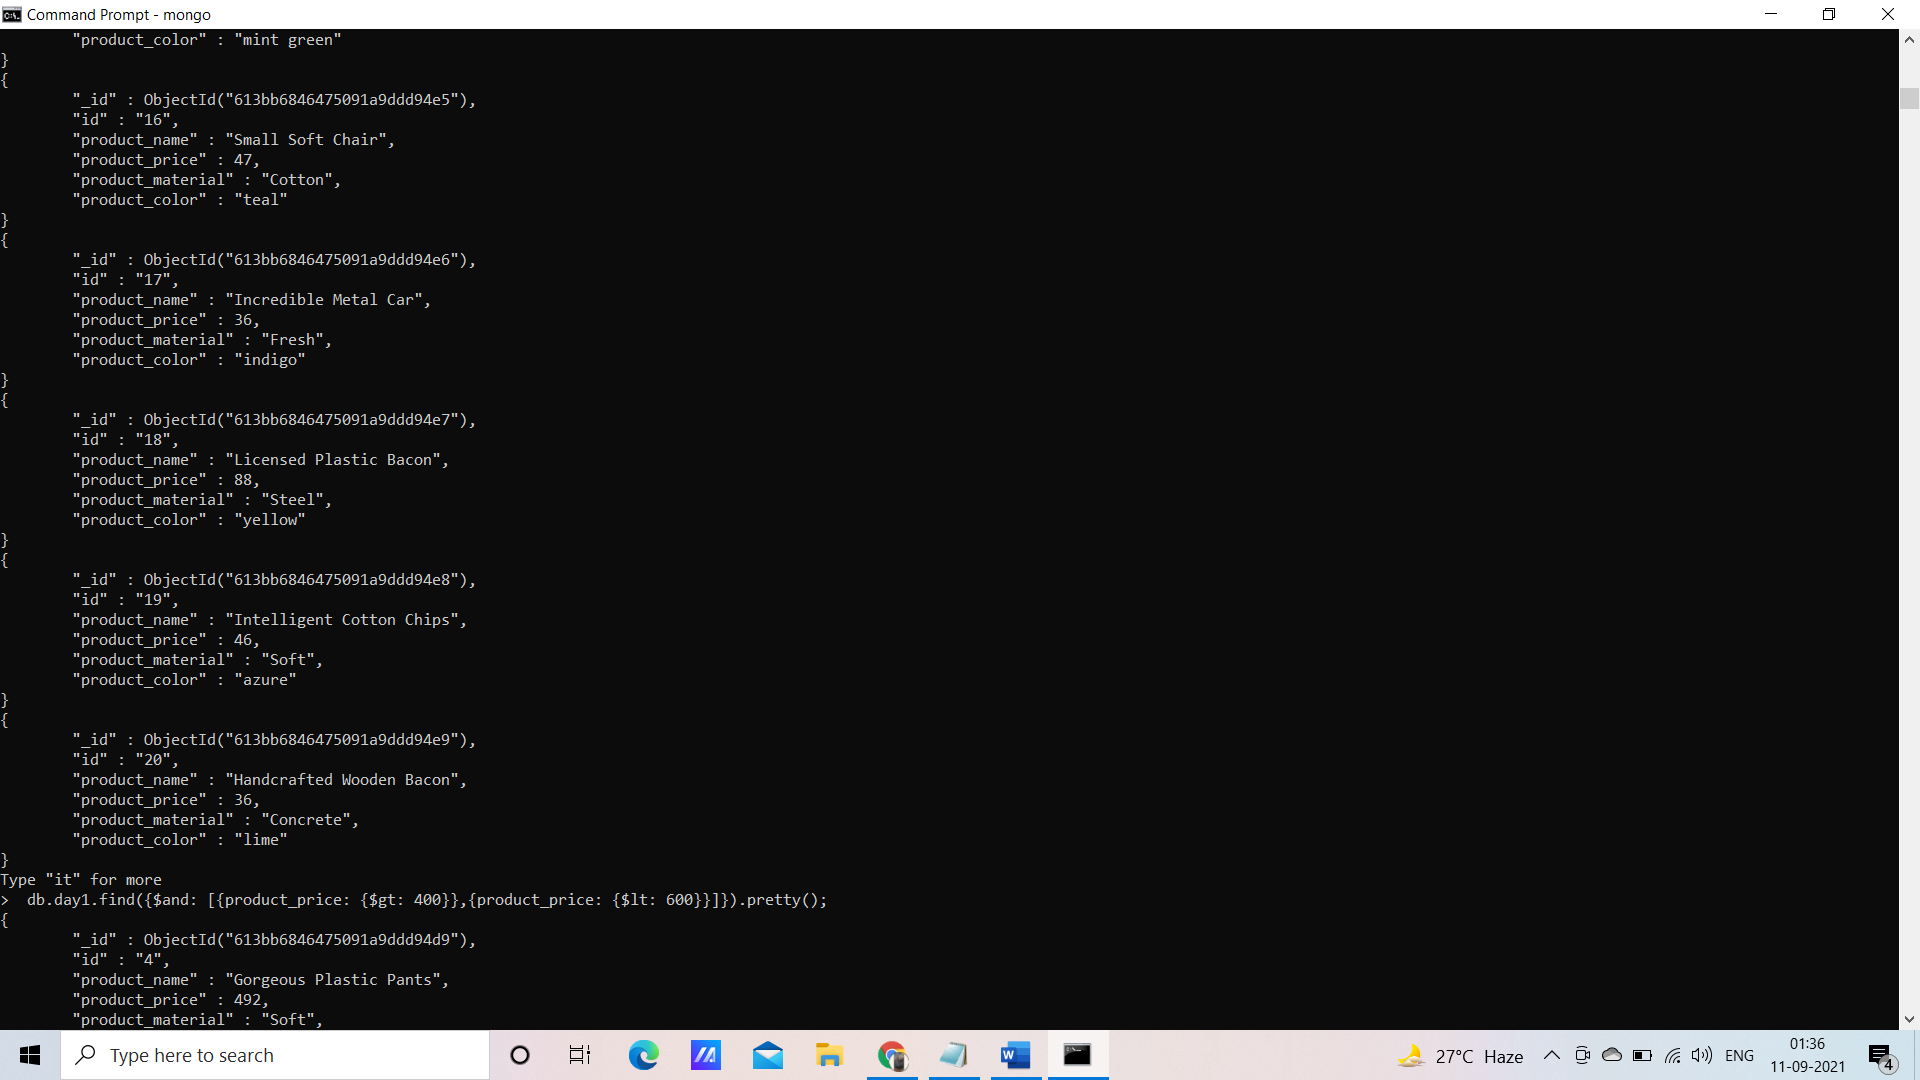 Command Prompt - mongo
        "product_color" : "mint green"
}
{
        "_id" : ObjectId("613bb6846475091a9ddd94e5"),
        "id" : "16",
        "product_name" : "Small Soft Chair",
        "product_price" : 47,
        "product_material" : "Cotton",
        "product_color" : "teal"
}
{
        "_id" : ObjectId("613bb6846475091a9ddd94e6"),
        "id" : "17",
        "product_name" : "Incredible Metal Car",
        "product_price" : 36,
        "product_material" : "Fresh",
        "product_color" : "indigo"
}
{
        "_id" : ObjectId("613bb6846475091a9ddd94e7"),
        "id" : "18",
        "product_name" : "Licensed Plastic Bacon",
        "product_price" : 88,
        "product_material" : "Steel",
        "product_color" : "yellow"
}
{
        "_id" : ObjectId("613bb6846475091a9ddd94e8"),
        "id" : "19",
        "product_name" : "Intelligent Cotton Chips",
        "product_price" : 46,
        "product_material" : "Soft",
        "product_color" : "azure"
}
{
        "_id" : ObjectId("613bb6846475091a9ddd94e9"),
        "id" : "20",
        "product_name" : "Handcrafted Wooden Bacon",
        "product_price" : 36,
        "product_material" : "Concrete",
        "product_color" : "lime"
}
Type "it" for more
>  db.day1.find({$and: [{product_price: {$gt: 400}},{product_price: {$lt: 600}}]}).pretty();
{
        "_id" : ObjectId("613bb6846475091a9ddd94d9"),
        "id" : "4",
        "product_name" : "Gorgeous Plastic Pants",
        "product_price" : 492,
        "product_material" : "Soft",
Type here to search
27°C Haze
ENG
01:36
11-09-2021
4